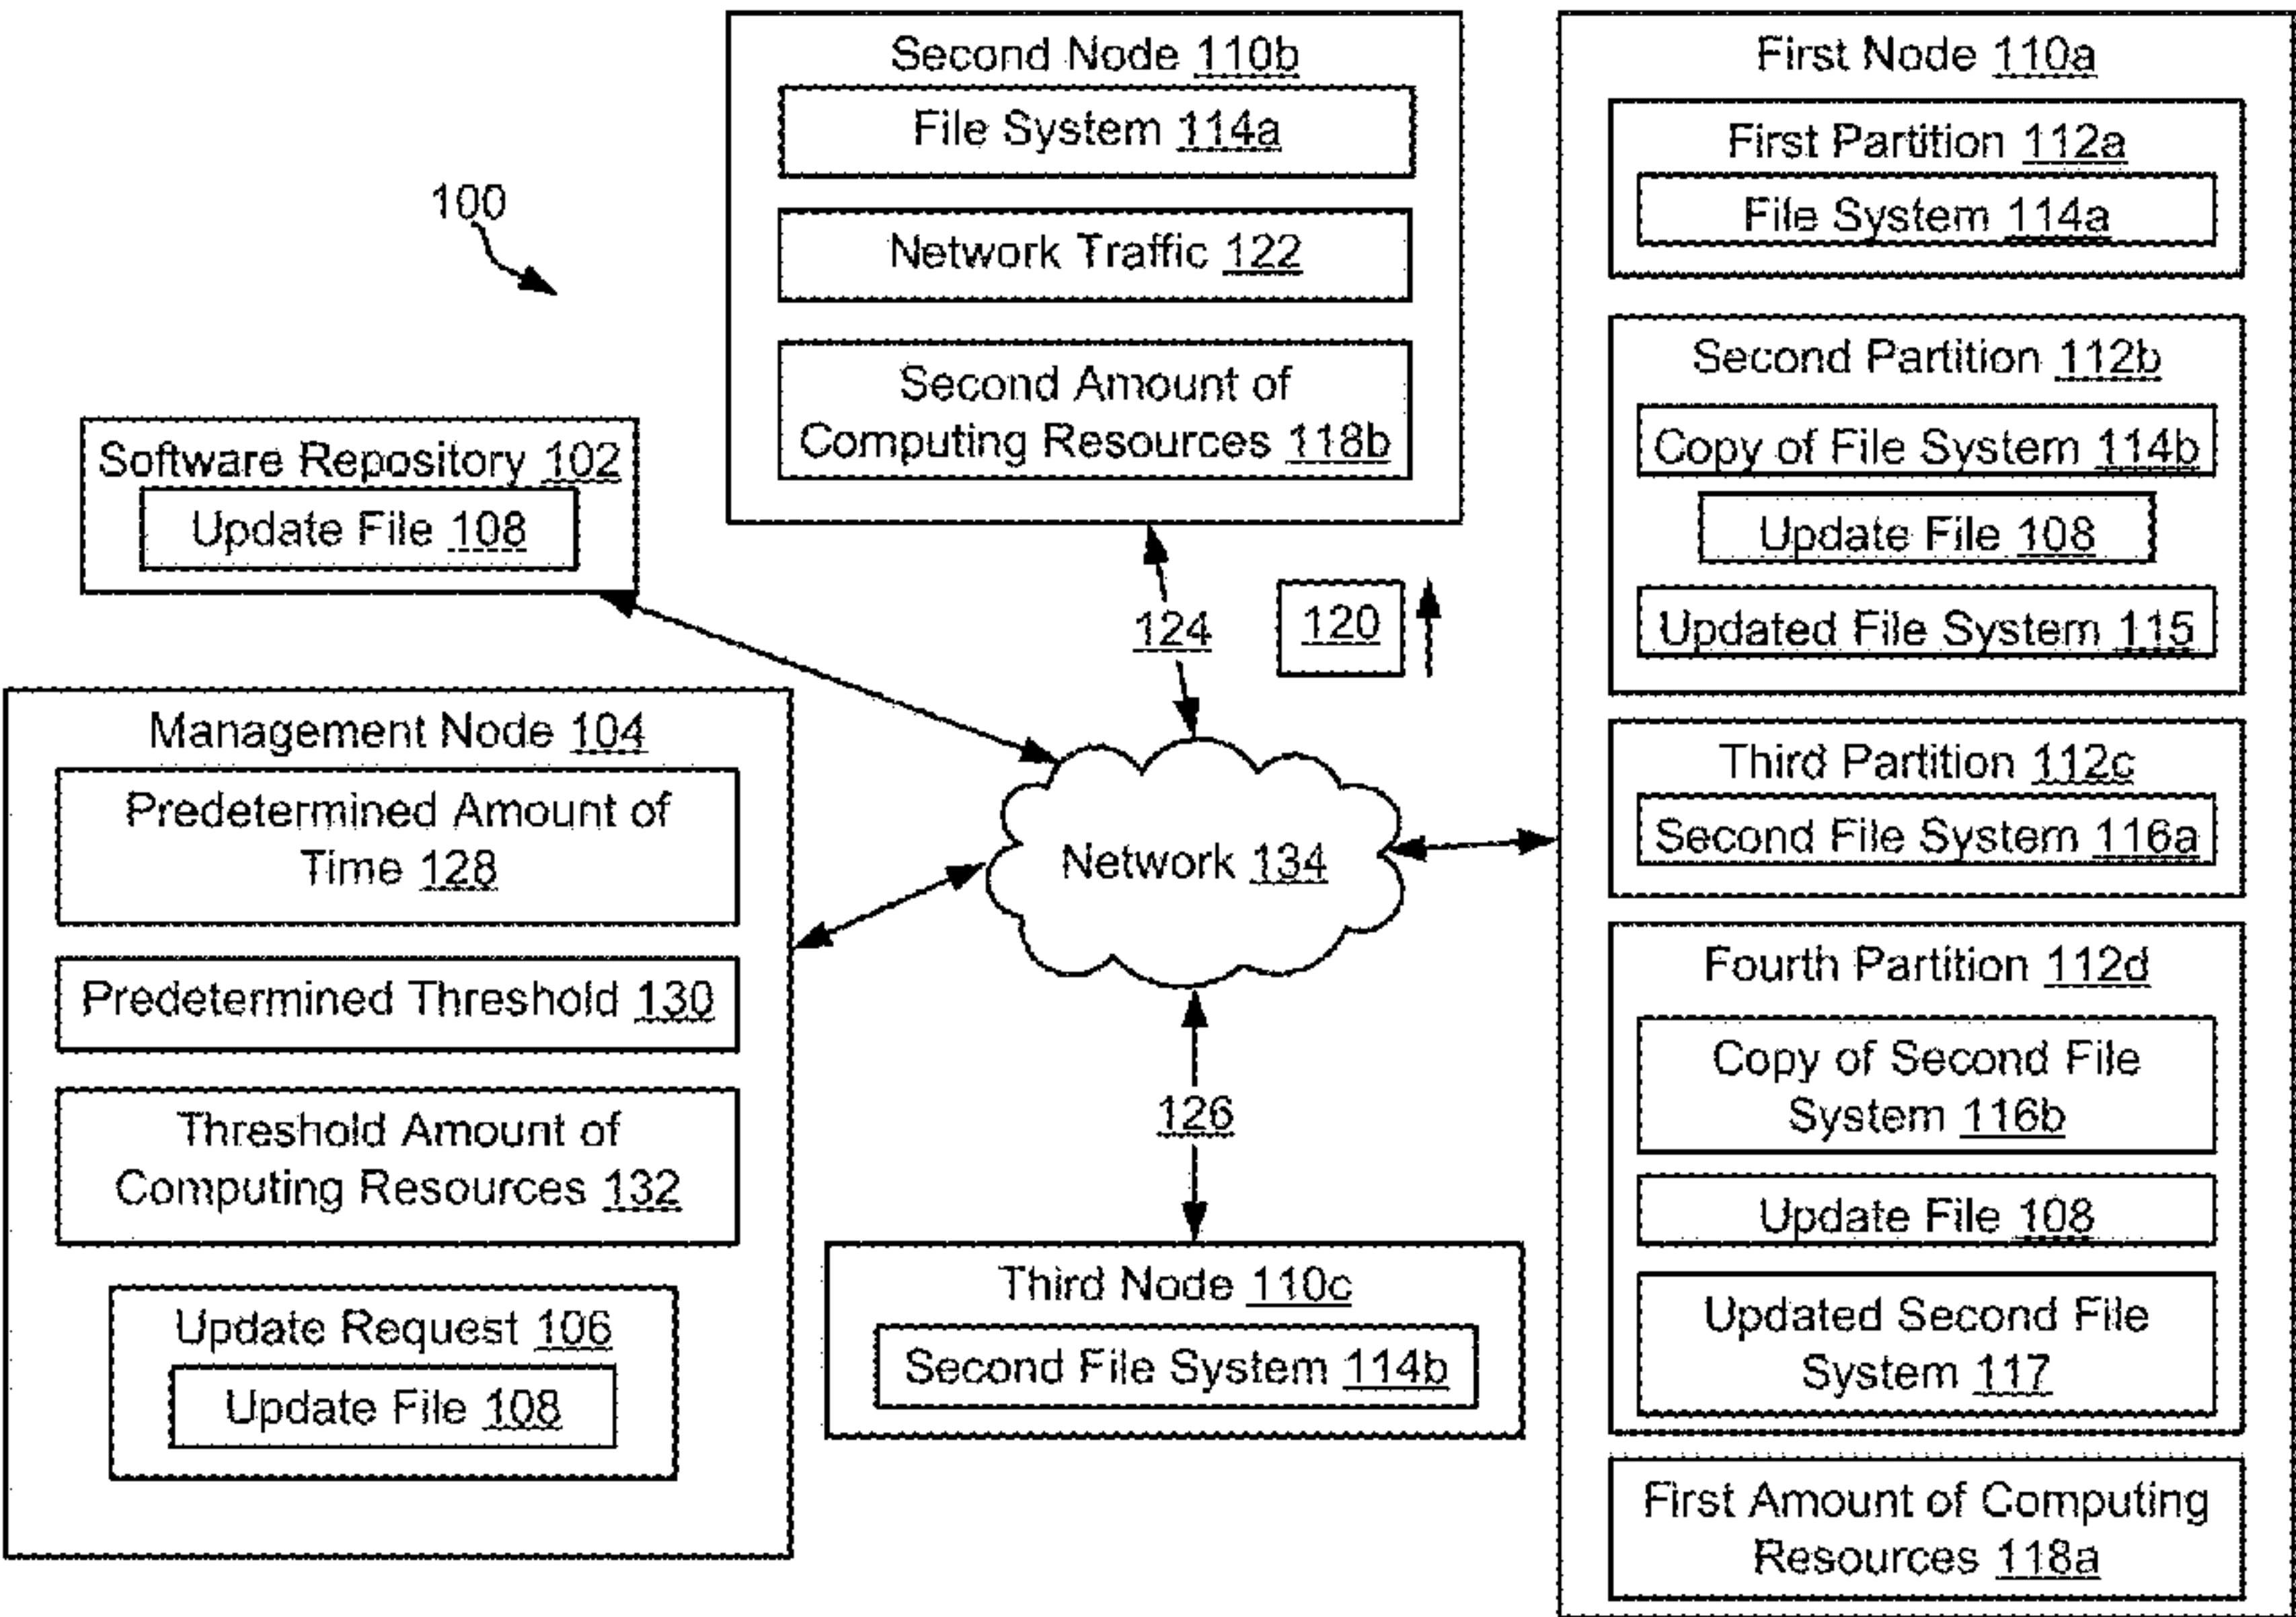 100
Second Node 110b
File System 114a
Network Traffic 122
Second Amount of
Computing Resources 118b
Software Repository 102
Update File 108
124
120
Management Node 104
Predetermined Amount of
Time 128
Predetermined Threshold 130
Threshold Amount of
Computing Resources 132
Update Request 106
Update File 108
Network 134
126
Third Node 110c
Second File System 114b
First Node 110a
First Partition 112a
File System 114a
Second Partition 112b
Copy of File System 114b
Update File 108
Updated File System 115
Third Partition 112c
Second File System 116a
Fourth Partition 112d
Copy of Second File
System 116b
Update File 108
Updated Second File
System 117
First Amount of Computing
Resources 118a